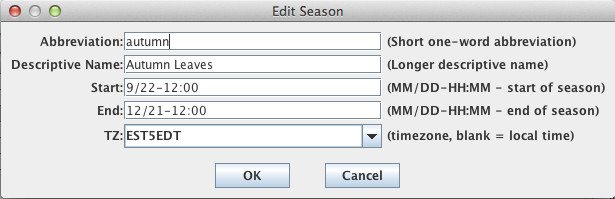 Edit Season
Abbreviation: autumn (Short one-word abbreviation)
Descriptive Name: Autumn Leaves (Longer descriptive name)
Start: 9/22-12:00 (MM/DD-HH:MM - start of season)
End: 12/21-12:00 (MM/DD-HH:MM - end of season)
TZ: EST5EDT (timezone, blank = local time)
OK Cancel